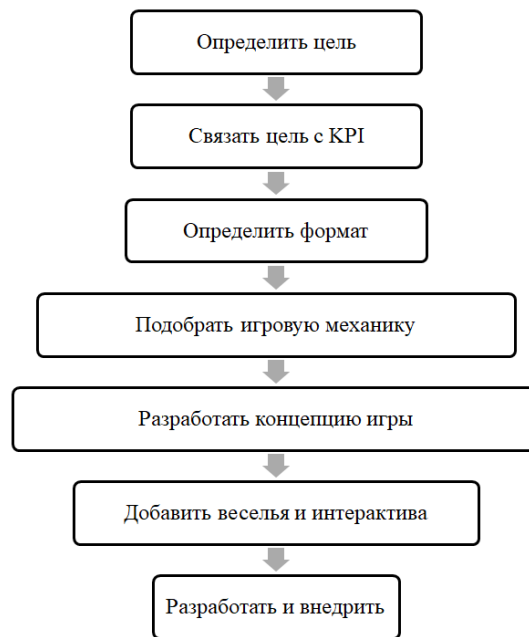 Определить цель
Связать цель с KPI
Определить формат
Подобрать игровую механику
Разработать концепцию игры
Добавить веселья и интерактива
Разработать и внедрить